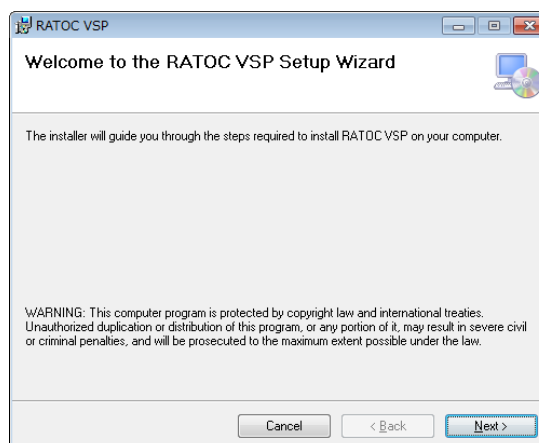 RATOC VSP
Welcome to the RATOC VSP Setup Wizard
The installer will guide you through the steps required to install RATOC VSP on your computer.
WARNING: This computer program is protected by copyright law and international treaties.
Unauthorized duplication or distribution of this program, or any portion of it, may result in severe civil
or criminal penalties, and will be prosecuted to the maximum extent possible under the law.
Cancel
< Back
Next >